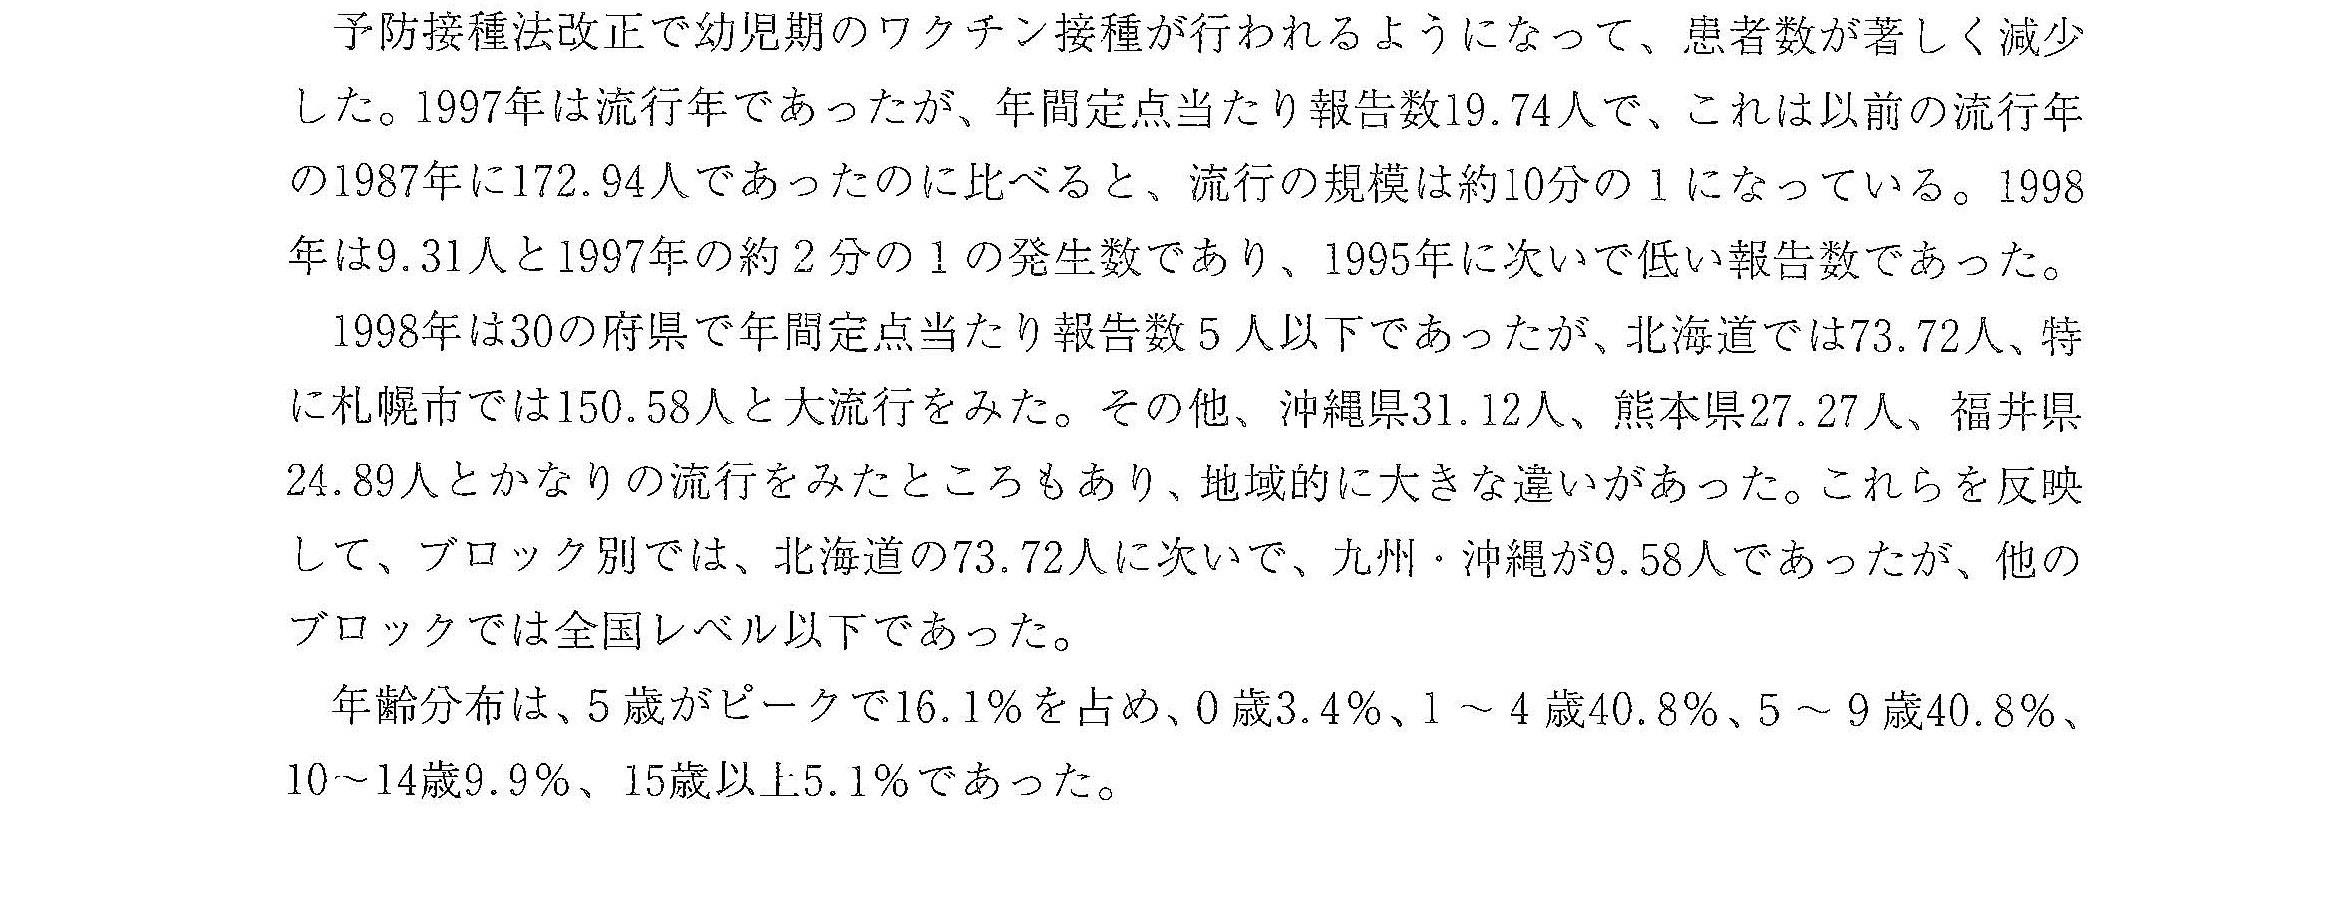 予防接種法改正で幼児期のワクチン接種が行われるようになって、患者数が著しく減少
した。1997年は流行年であったが、年間定点当たり報告数19.74人で、これは以前の流行年
の1987年に172.94人であったのに比べると、流行の規模は約10分の1になっている。1998
年は9.31人と1997年の約2分の1の発生数であり、1995年に次いで低い報告数であった。
1998年は30の府県で年間定点当たり報告数5人以下であったが、北海道では73.72人、特
に札幌市では150.58人と大流行をみた。その他、沖縄県31.12人、熊本県27.27人、福井県
24.89人とかなりの流行をみたところもあり、地域的に大きな違いがあった。これらを反映
して、ブロック別では、北海道の73.72人に次いで、九州・沖縄が9.58人であったが、他の
ブロックでは全国レベル以下であった。
年齢分布は、5歳がピークで16.1%を占め、0歳3.4%、1～4歳40.8%、5～9歳40.8%、
10～14歳9.9%、15歳以上5.1%であった。